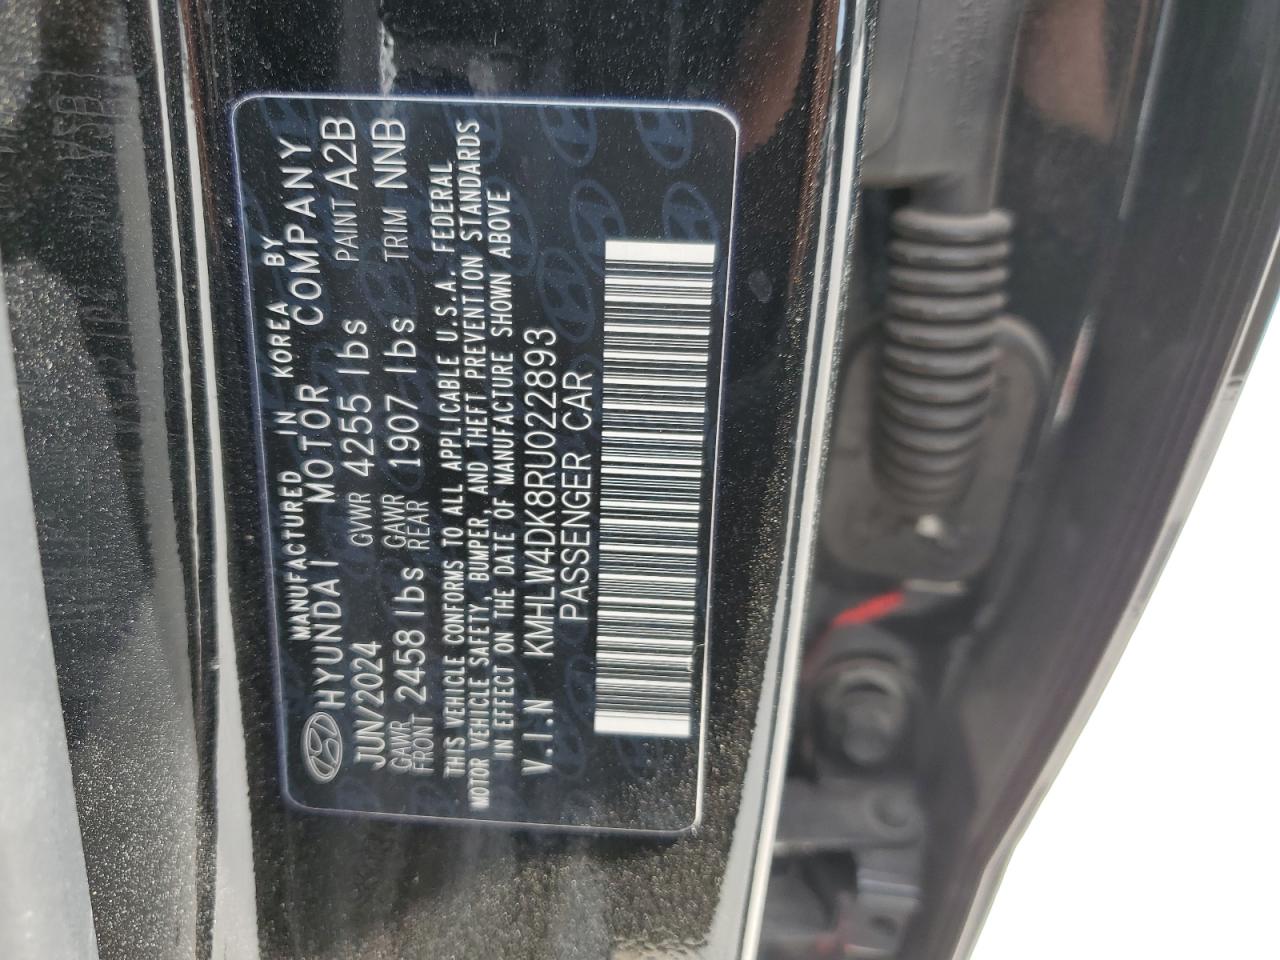 MANUFACTURED IN KOREA BY
HYUNDAI MOTOR COMPANY
JUN/2024 GVWR 4255 lbs PAINT A2B
GAWR FRONT 2458 lbs GAWR REAR 1907 lbs TRIM NNB
THIS VEHICLE CONFORMS TO ALL APPLICABLE U.S.A. FEDERAL
MOTOR VEHICLE SAFETY, BUMPER, AND THEFT PREVENTION STANDARDS
IN EFFECT ON THE DATE OF MANUFACTURE SHOWN ABOVE
V.I.N KMHLW4DK8RU022893
PASSENGER CAR